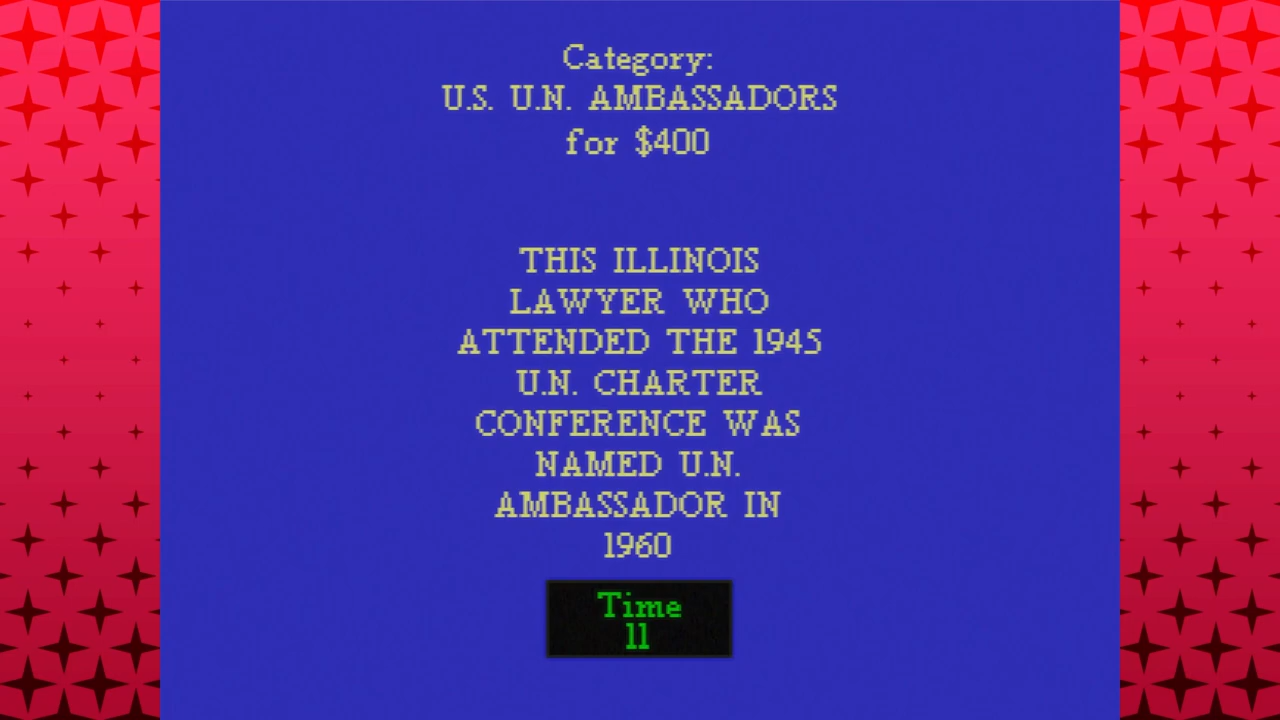 Category:
U.S. U.N. AMBASSADORS
for $400
THIS ILLINOIS
LAWYER WHO
ATTENDED THE 1945
U.N. CHARTER
CONFERENCE WAS
NAMED U.N.
AMBASSADOR IN
1960
Time
11